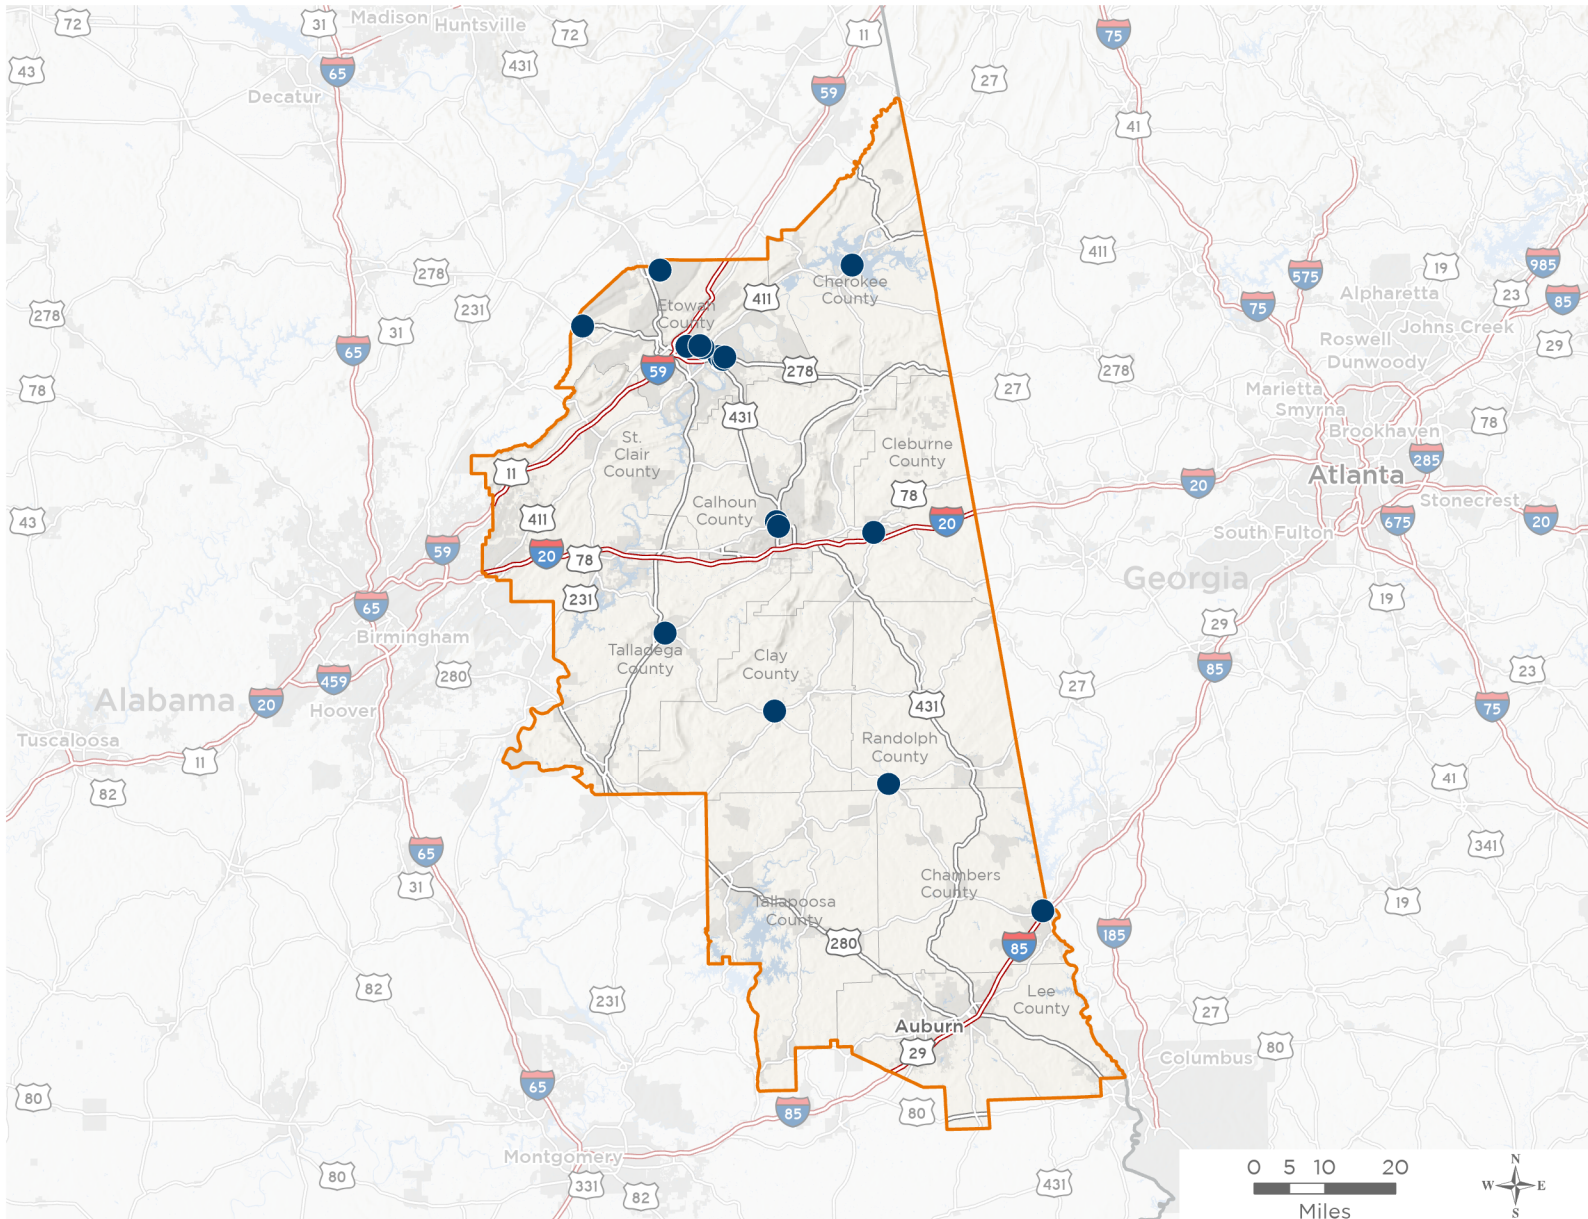 72
31
Madison
Huntsville
11
72
75
43
65
431
Decatur
59
27
41
278
411
19
985
231
278
31
65
Etowah
County
411
Cherokee
County
575
75
Alpharetta
23
85
Johns Creek
29
Roswell
Dunwoody
78
59
278
27
278
Marietta
Smyrna
Brookhaven
78
431
St.
Clair
County
Cleburne
County
11
285
Atlanta
20
Stonecrest
43
411
Calhoun
County
78
20
South Fulton
675
20
59
20
78
65
231
Georgia
19
Birmingham
29
280
Talladega
County
Clay
County
85
23
459
Alabama
20
Hoover
27
431
75
Tuscaloosa
11
Randolph
County
82
41
65
31
341
Chambers
County
19
Tallapoosa
County
280
85
185
82
231
Lee
County
27
Auburn
29
Columbus
80
65
80
85
80
Montgomery
80
331
82
431
0 5 10 20
Miles
N
W E
S